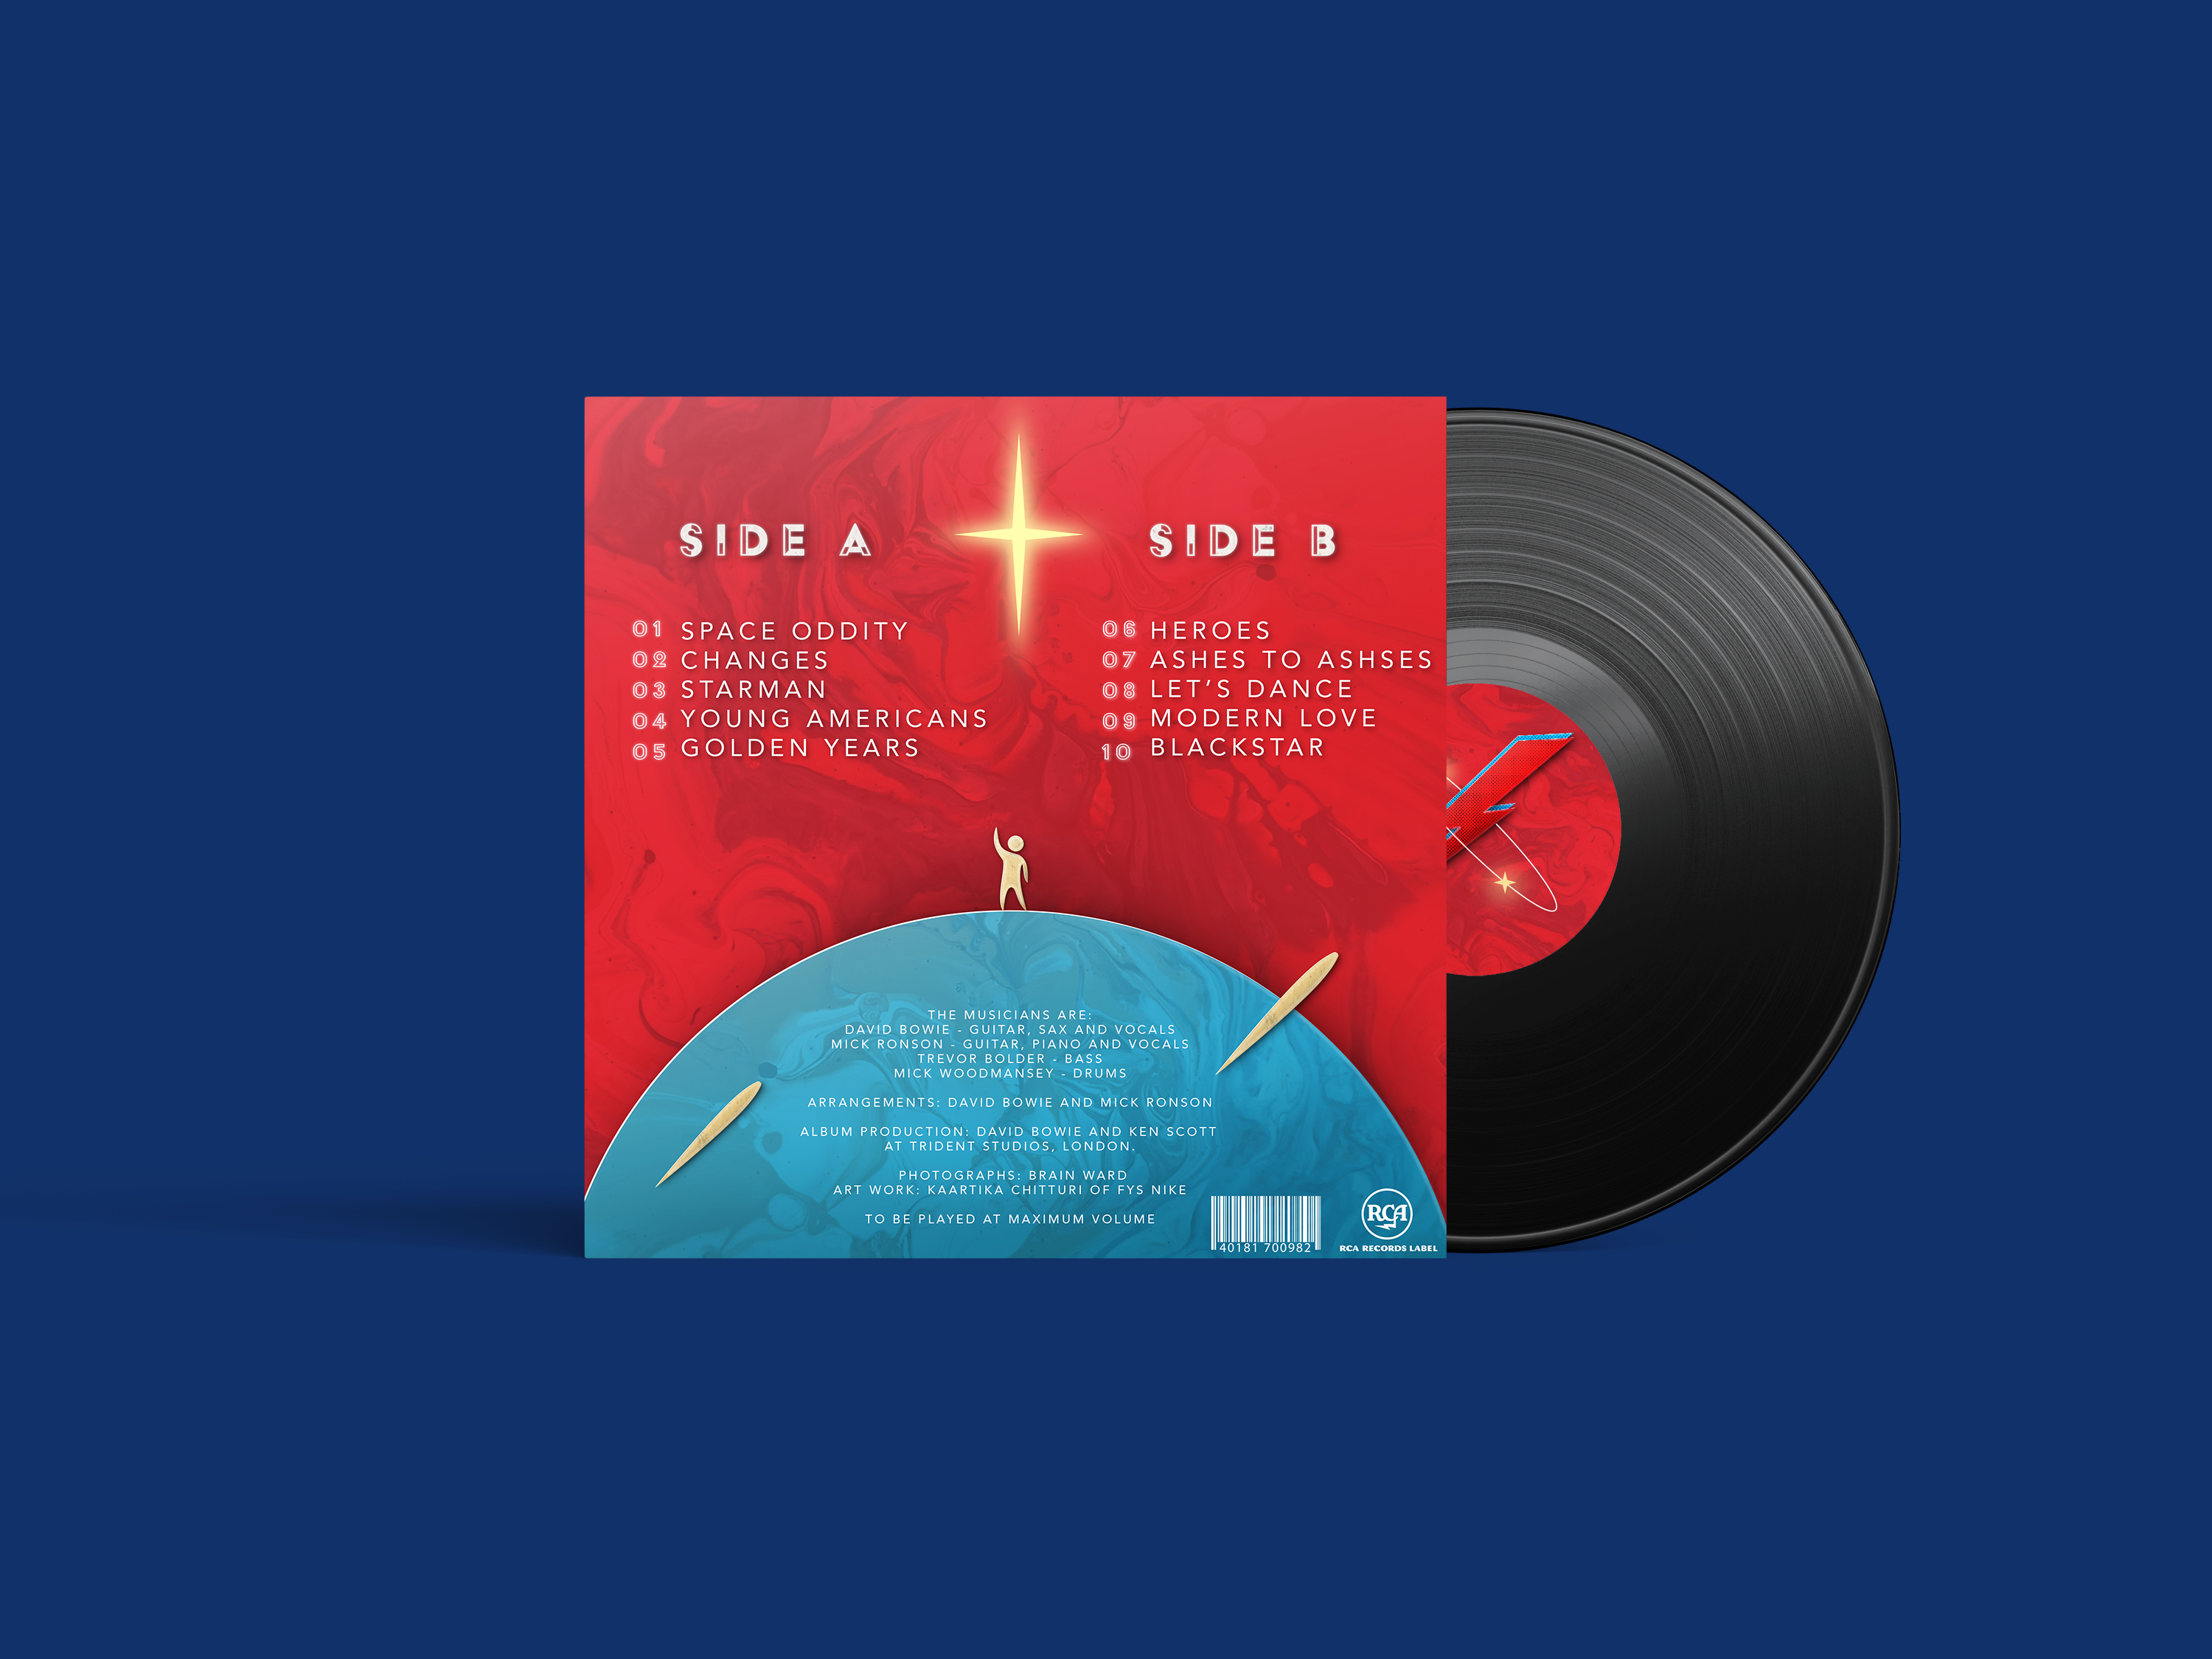 SIDE A
01 SPACE ODDITY
02 CHANGES
03 STARMAN
04 YOUNG AMERICANS
05 GOLDEN YEARS
SIDE B
06 HEROES
07 ASHES TO ASHSES
08 LET'S DANCE
09 MODERN LOVE
10 BLACKSTAR
THE MUSICIANS ARE:
DAVID BOWIE - GUITAR, SAX AND VOCALS
MICK RONSON - GUITAR, PIANO AND VOCALS
TREVOR BOLDER - BASS
MICK WOODMANSEY - DRUMS
ARRANGEMENTS: DAVID BOWIE AND MICK RONSON
ALBUM PRODUCTION: DAVID BOWIE AND KEN SCOTT
AT TRIDENT STUDIOS, LONDON.
PHOTOGRAPHS: BRAIN WARD
ART WORK: KAARTIKA CHITTURI OF FYS NIKE
TO BE PLAYED AT MAXIMUM VOLUME
40181 700982
RCA
RCA RECORDS LABEL